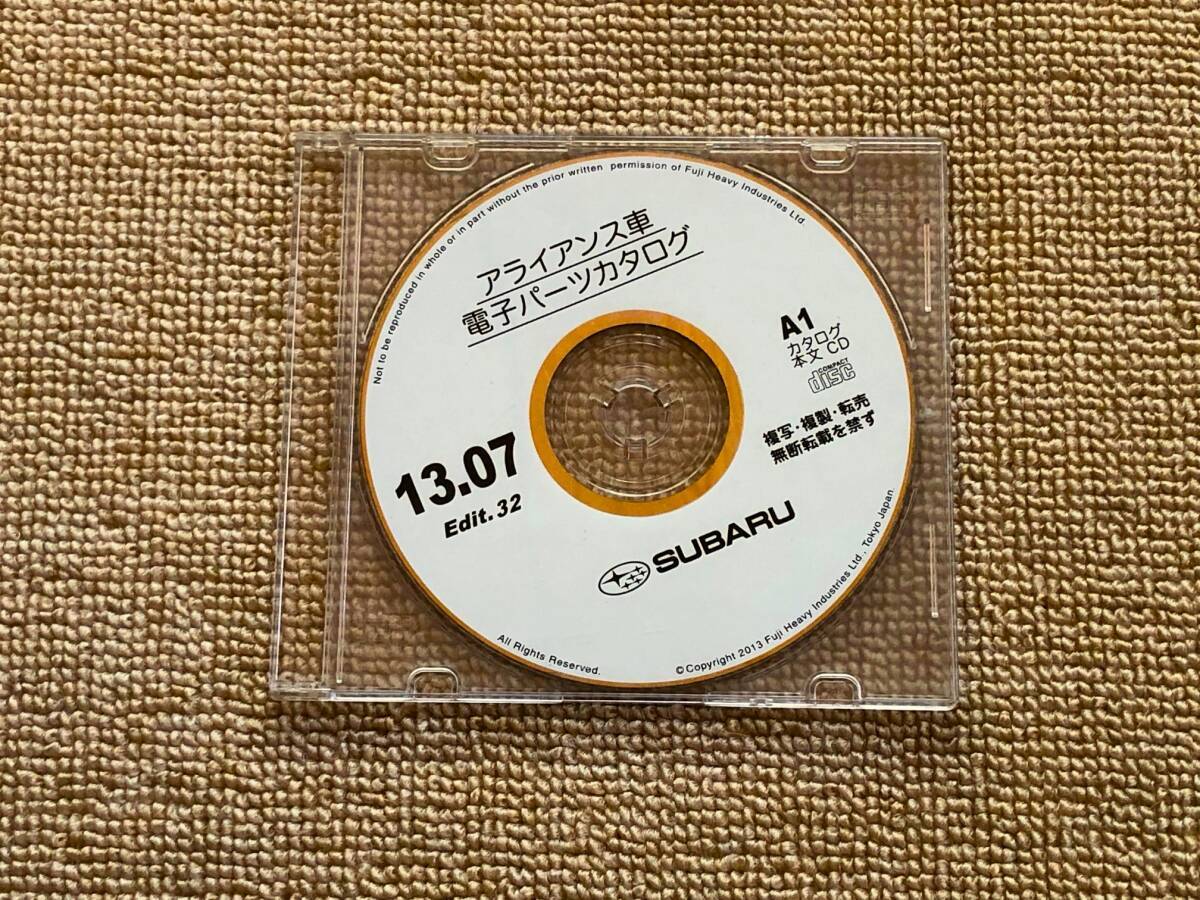 Not to be reproduced in whole or in part without the prior written permission of Fuji Heavy Industries Ltd.
アライアンス車
電子パーツカタログ
A1
カタログ
本文 CD
COMPACT
disc
複写・複製・転売
無断転載を禁ず
13.07
Edit. 32
SUBARU
All Rights Reserved.
©Copyright 2013 Fuji Heavy Industries Ltd., Tokyo Japan.